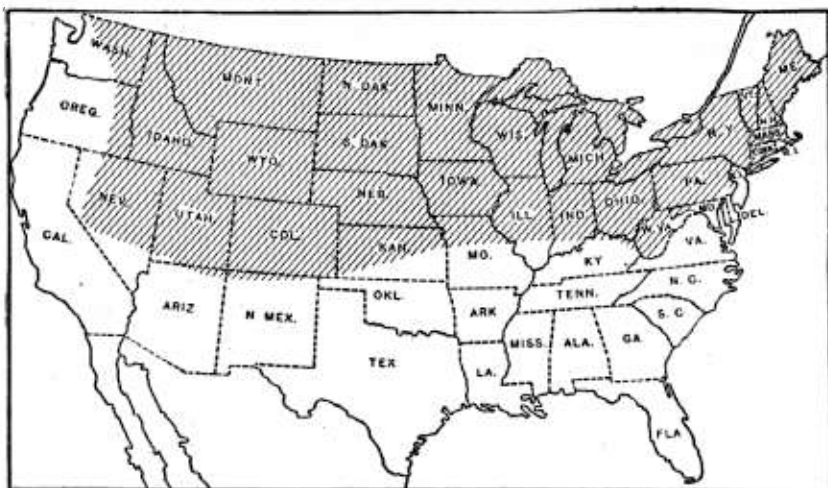 WASH.
MONT.
N. DAK.
MINN.
ME.
OREG.
IDAHO
WYO.
S. DAK.
WIS.
MICH
N. Y
VT.
N.H.
MASS.
NEV.
UTAH
COL.
NEB.
IOWA
ILL
IND.
OHIO
PA.
W. VA.
MD.
DEL.
CAL.
KAN.
MO.
KY
VA.
ARIZ
N MEX.
OKL.
ARK
TENN.
N. C.
S. C
TEX
LA.
MISS.
ALA.
GA.
FLA